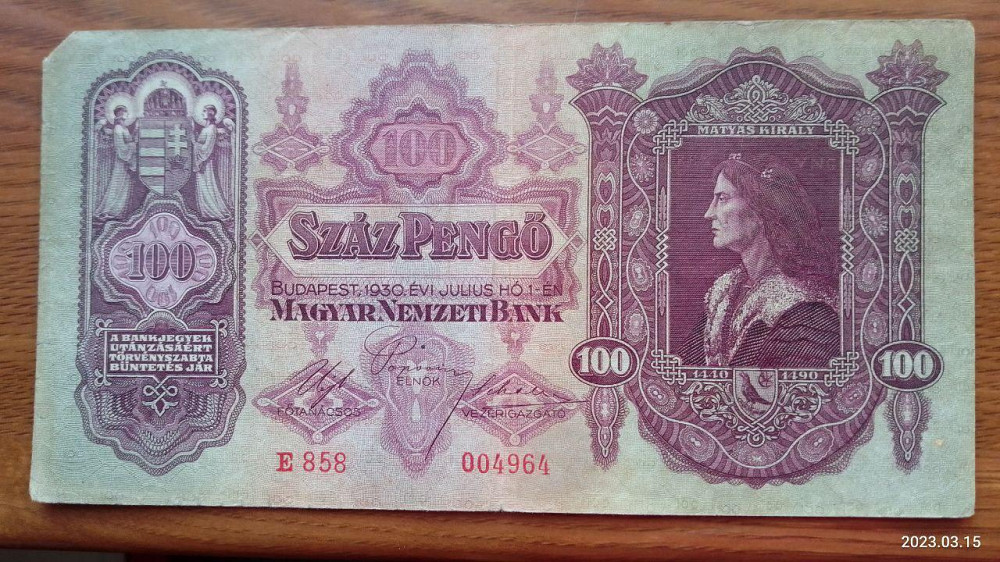 100
A BANKJEGYEK
UTÁNZÁSÁÉRT
TÖRVÉNYSZABTA
BÜNTETÉS JÁR
100
SZÁZ PENGŐ
BUDAPEST, 1930. ÉVI JULIUS HÓ 1-ÉN
MAGYAR NEMZETI BANK
ELNÖK
FŐTANÁCSOS
VEZÉRIGAZGATÓ
E 858 004964
MÁTYÁS KIRÁLY
100 100
1440 1490
2023.03.15